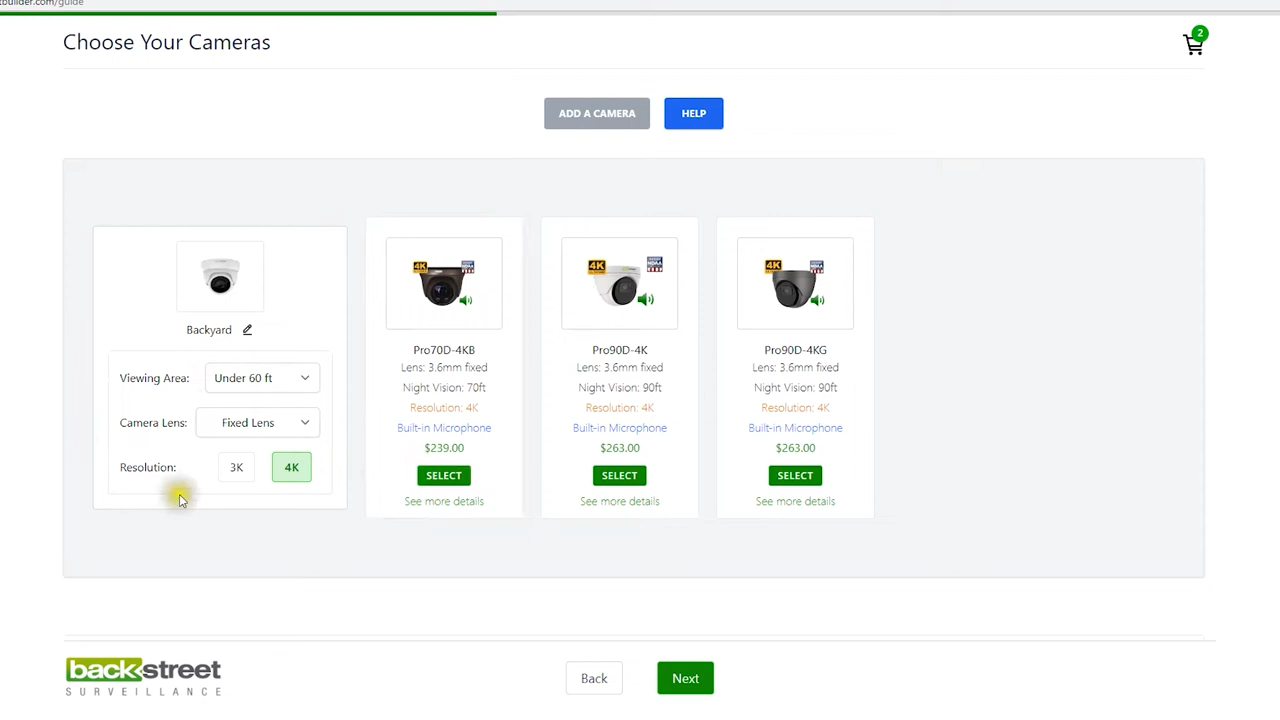 tbuilder.com/guide
Choose Your Cameras
2
ADD A CAMERA
HELP
Backyard
Viewing Area: Under 60 ft
Camera Lens: Fixed Lens
Resolution: 3K 4K
4K
Pro70D-4KB
Lens: 3.6mm fixed
Night Vision: 70ft
Resolution: 4K
Built-in Microphone
$239.00
SELECT
See more details
4K
Pro90D-4K
Lens: 3.6mm fixed
Night Vision: 90ft
Resolution: 4K
Built-in Microphone
$263.00
SELECT
See more details
4K
Pro90D-4KG
Lens: 3.6mm fixed
Night Vision: 90ft
Resolution: 4K
Built-in Microphone
$263.00
SELECT
See more details
backstreet
SURVEILLANCE
Back
Next